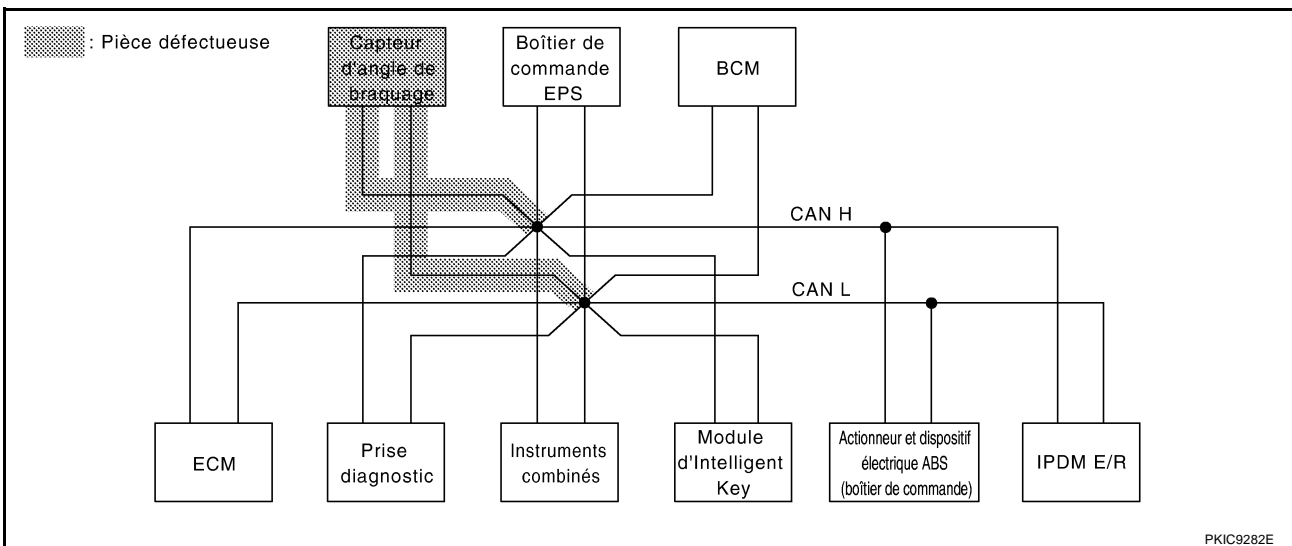 : Pièce défectueuse
Capteur
d'angle de
braquage
Boîtier de
commande
EPS
BCM
CAN H
CAN L
ECM
Prise
diagnostic
Instruments
combinés
Module
d'Intelligent
Key
Actionneur et dispositif
électrique ABS
(boîtier de commande)
IPDM E/R
PKIC9282E